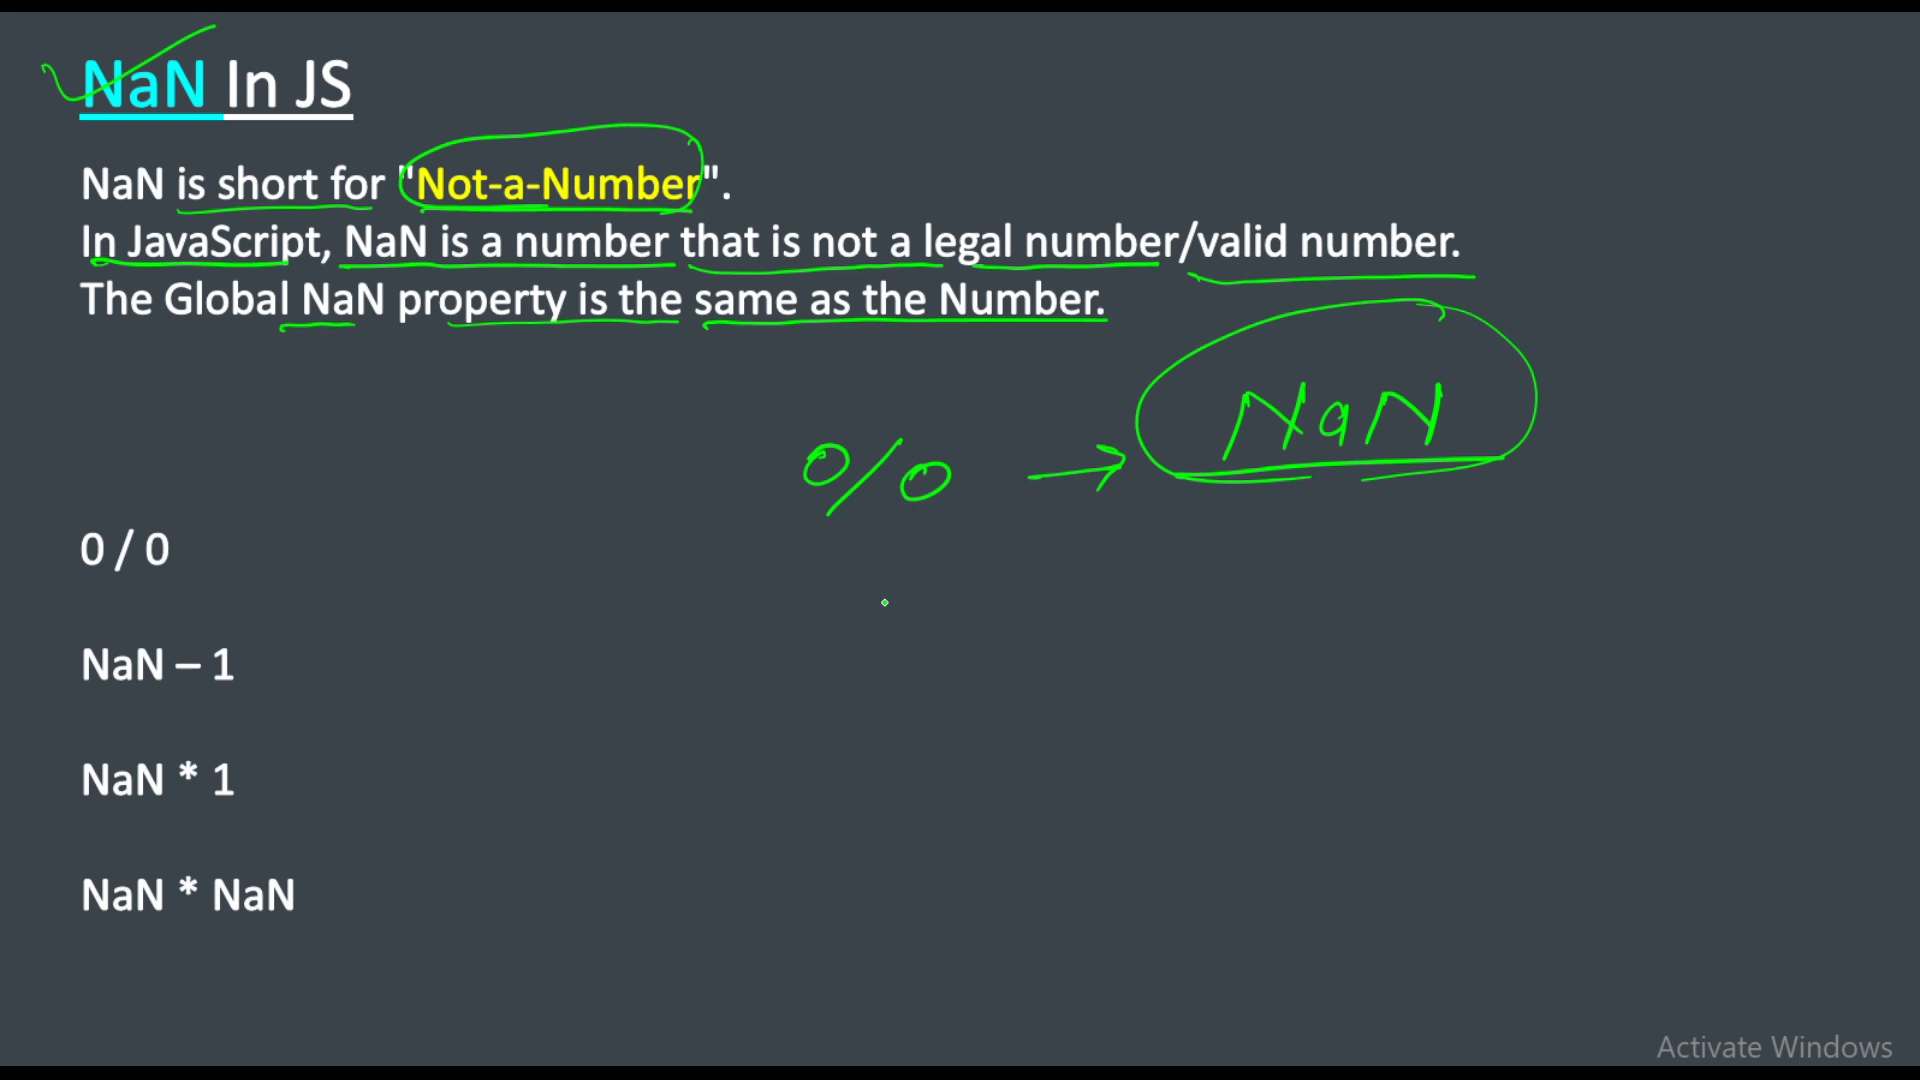 NaN In JS
NaN is short for "Not-a-Number".
In JavaScript, NaN is a number that is not a legal number/valid number.
The Global NaN property is the same as the Number.
0/0 → NaN
0 / 0
NaN – 1
NaN * 1
NaN * NaN
Activate Windows